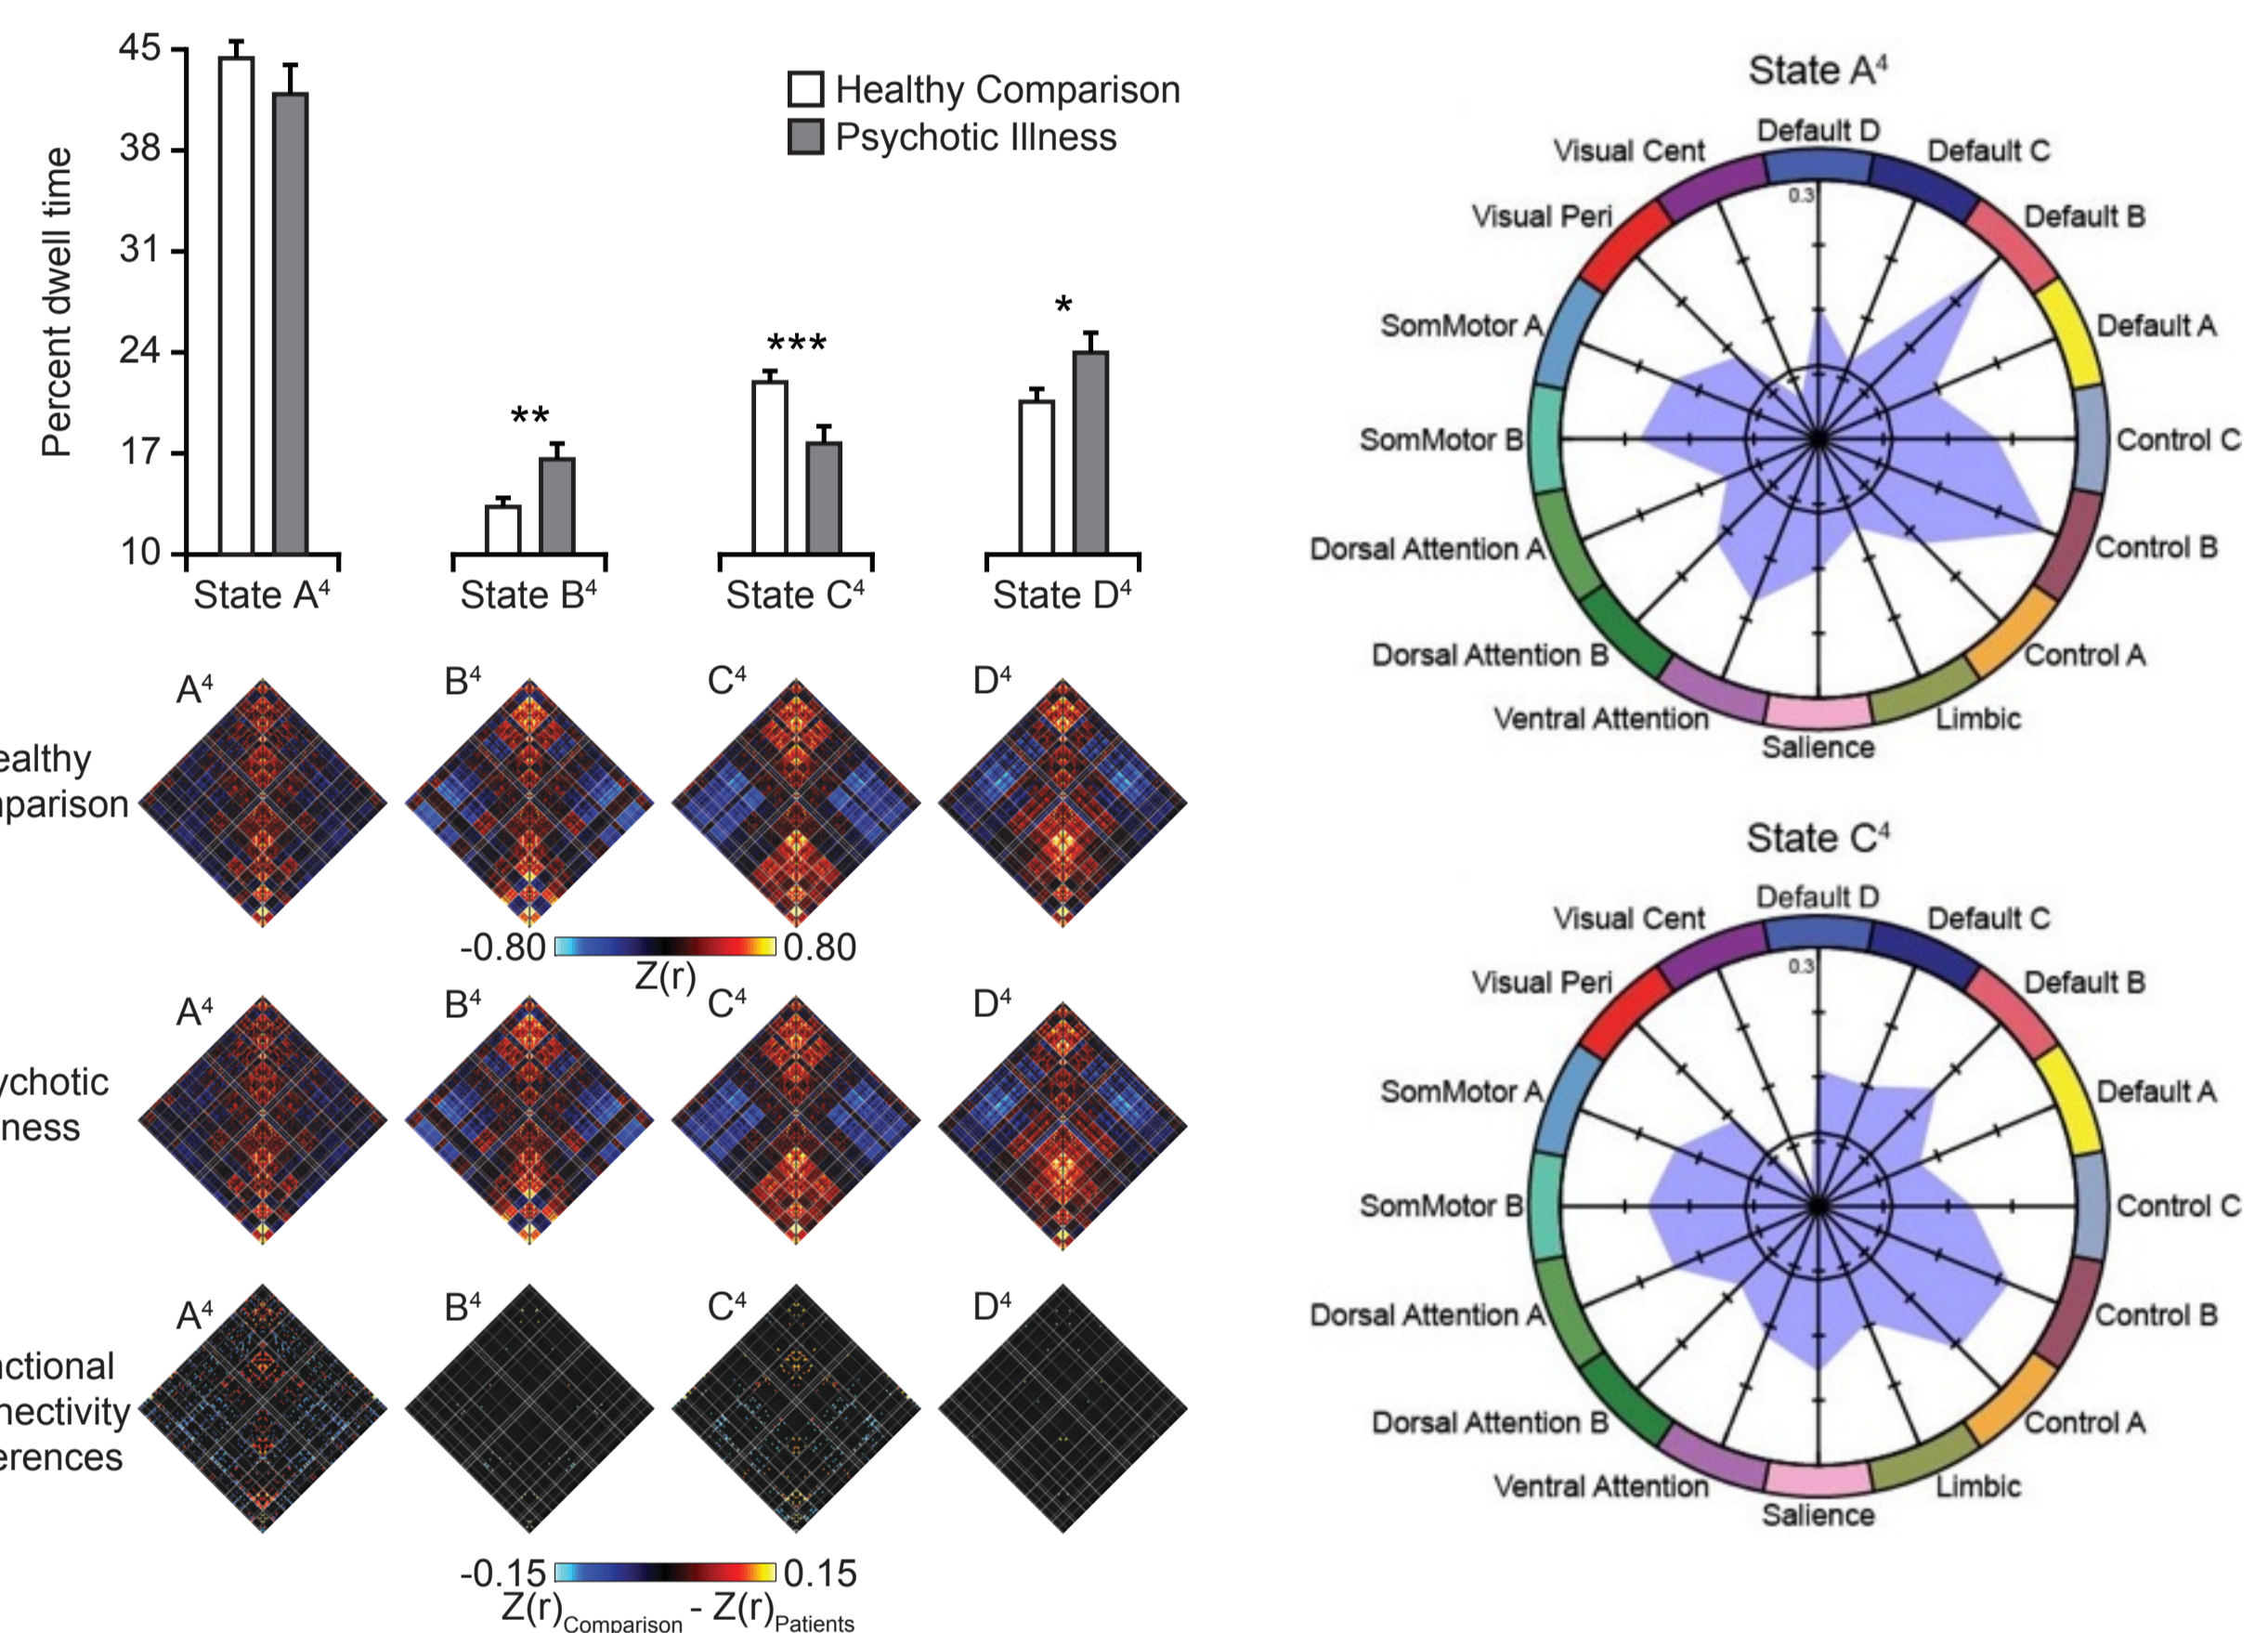 45
38
31
24
17
10
Percent dwell time
Healthy Comparison
Psychotic Illness
**
***
*
State A⁴
State B⁴
State C⁴
State D⁴
A⁴
B⁴
C⁴
D⁴
ealthy
parison
-0.80
0.80
Z(r)
A⁴
B⁴
C⁴
D⁴
ychotic
ness
A⁴
B⁴
C⁴
D⁴
ctional
nectivity
erences
-0.15
0.15
Z(r)Comparison - Z(r)Patients
State A⁴
Default D
Default C
Default B
Default A
Control C
Control B
Control A
Limbic
Salience
Ventral Attention
Dorsal Attention B
Dorsal Attention A
SomMotor B
SomMotor A
Visual Peri
Visual Cent
0.3
State C⁴
Default D
Default C
Default B
Default A
Control C
Control B
Control A
Limbic
Salience
Ventral Attention
Dorsal Attention B
Dorsal Attention A
SomMotor B
SomMotor A
Visual Peri
Visual Cent
0.3